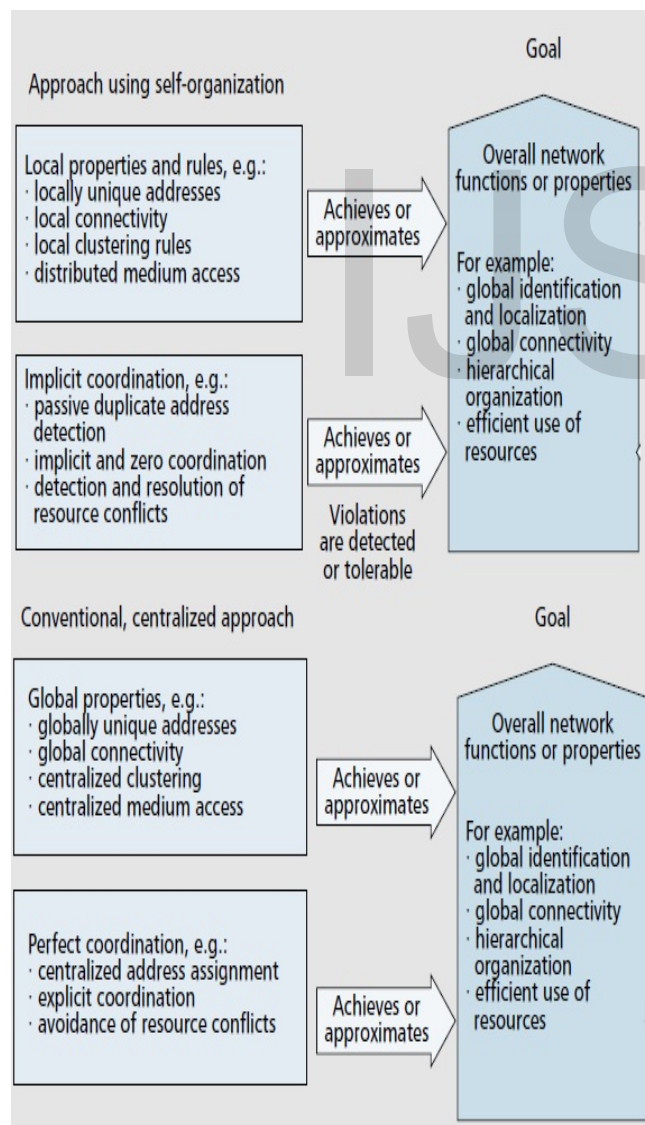 Goal
Approach using self-organization
Local properties and rules, e.g.:
· locally unique addresses
· local connectivity
· local clustering rules
· distributed medium access
Achieves or
approximates
Overall network
functions or properties
For example:
· global identification
and localization
· global connectivity
· hierarchical
organization
· efficient use of
resources
Implicit coordination, e.g.:
· passive duplicate address
detection
· implicit and zero coordination
· detection and resolution of
resource conflicts
Achieves or
approximates
Violations
are detected
or tolerable
IJS
Conventional, centralized approach
Goal
Global properties, e.g.:
· globally unique addresses
· global connectivity
· centralized clustering
· centralized medium access
Achieves or
approximates
Overall network
functions or properties
For example:
· global identification
and localization
· global connectivity
· hierarchical
organization
· efficient use of
resources
Perfect coordination, e.g.:
· centralized address assignment
· explicit coordination
· avoidance of resource conflicts
Achieves or
approximates